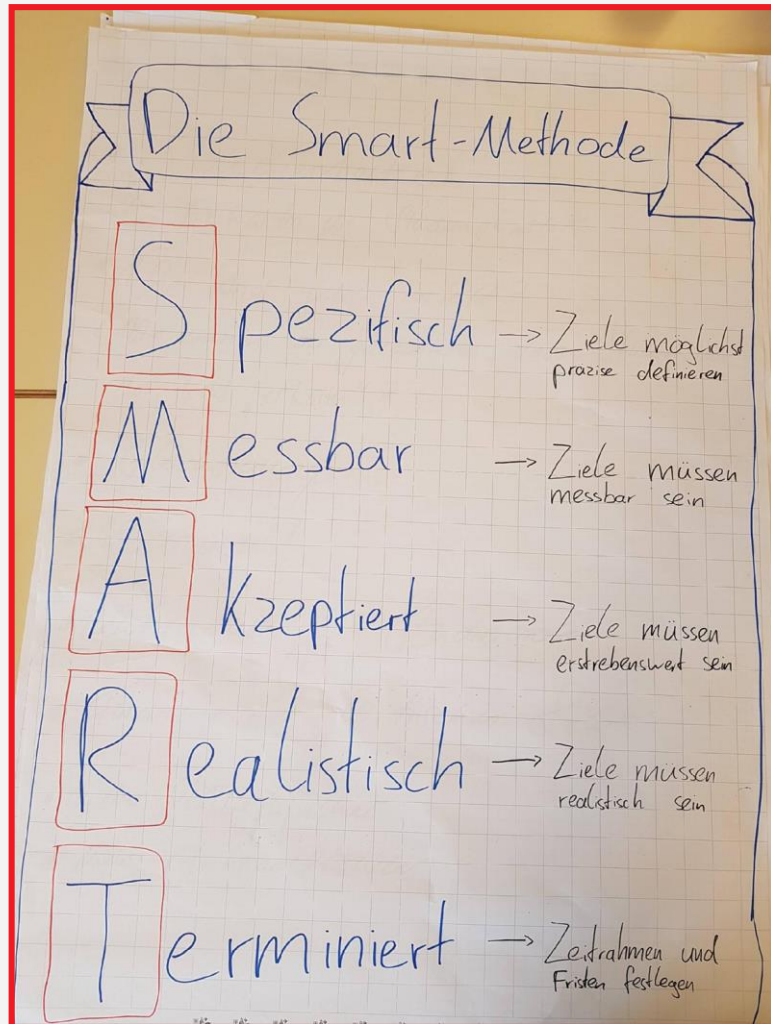 Die Smart-Methode
Spezifisch → Ziele möglichst
prazise definieren
Messbar → Ziele müssen
messbar sein
Akzeptiert → Ziele müssen
erstrebenswert sein
Realistisch → Ziele müssen
realistisch sein
Terminiert → Zeitrahmen und
Fristen festlegen